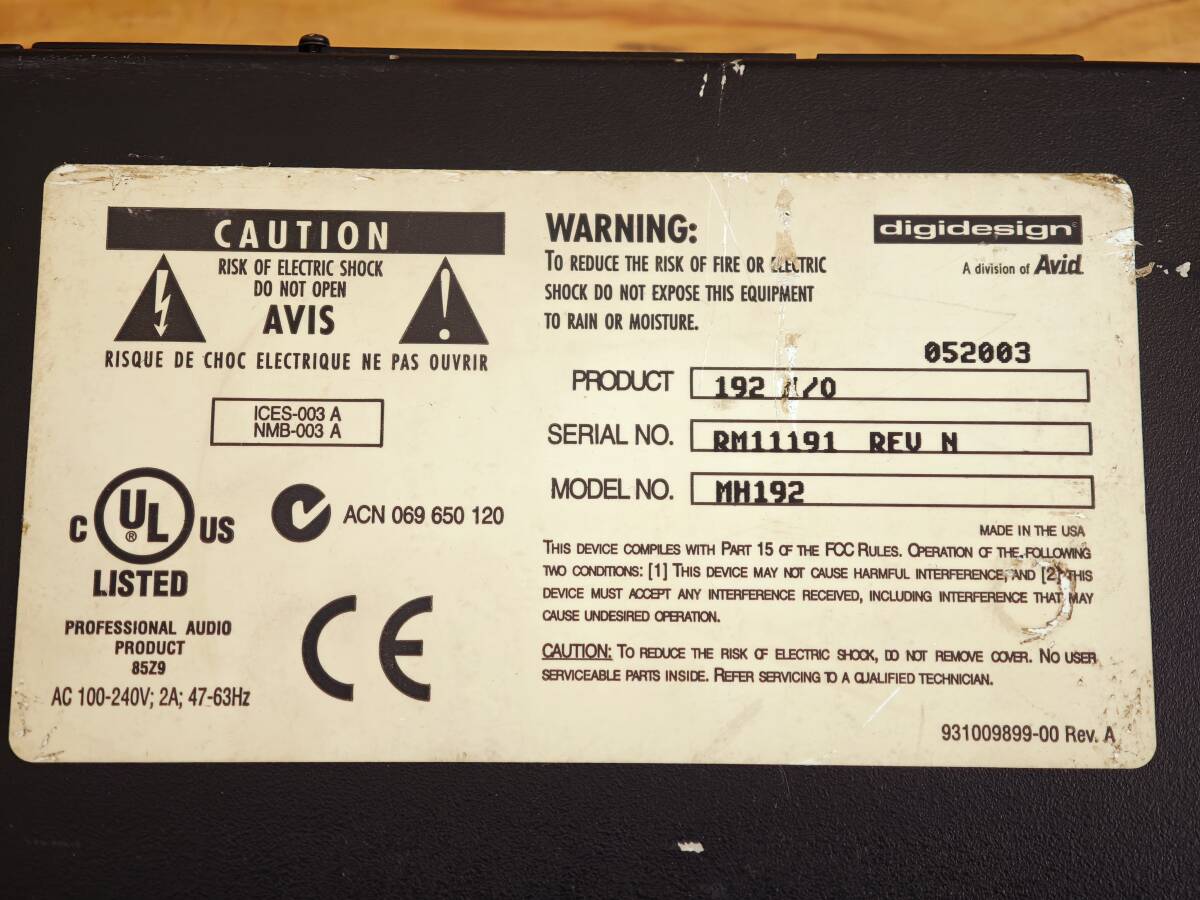 CAUTION
RISK OF ELECTRIC SHOCK
DO NOT OPEN
AVIS
RISQUE DE CHOC ELECTRIQUE NE PAS OUVRIR
ICES-003 A
NMB-003 A
C UL ® US
LISTED
PROFESSIONAL AUDIO
PRODUCT
85Z9
AC 100-240V; 2A; 47-63Hz
ACN 069 650 120
CE
WARNING:
TO REDUCE THE RISK OF FIRE OR ELECTRIC
SHOCK DO NOT EXPOSE THIS EQUIPMENT
TO RAIN OR MOISTURE.
digidesign
A division of Avid
052003
PRODUCT 192 I/O
SERIAL NO. RM11191 REV N
MODEL NO. MH192
MADE IN THE USA
THIS DEVICE COMPILES WITH PART 15 OF THE FCC RULES. OPERATION OF THE FOLLOWING
TWO CONDITIONS: [1] THIS DEVICE MAY NOT CAUSE HARMFUL INTERFERENCE, AND [2] THIS
DEVICE MUST ACCEPT ANY INTERFERENCE RECEIVED, INCLUDING INTERFERENCE THAT MAY
CAUSE UNDESIRED OPERATION.
CAUTION: TO REDUCE THE RISK OF ELECTRIC SHOCK, DO NOT REMOVE COVER. NO USER
SERVICEABLE PARTS INSIDE. REFER SERVICING TO A QUALIFIED TECHNICIAN.
931009899-00 Rev. A